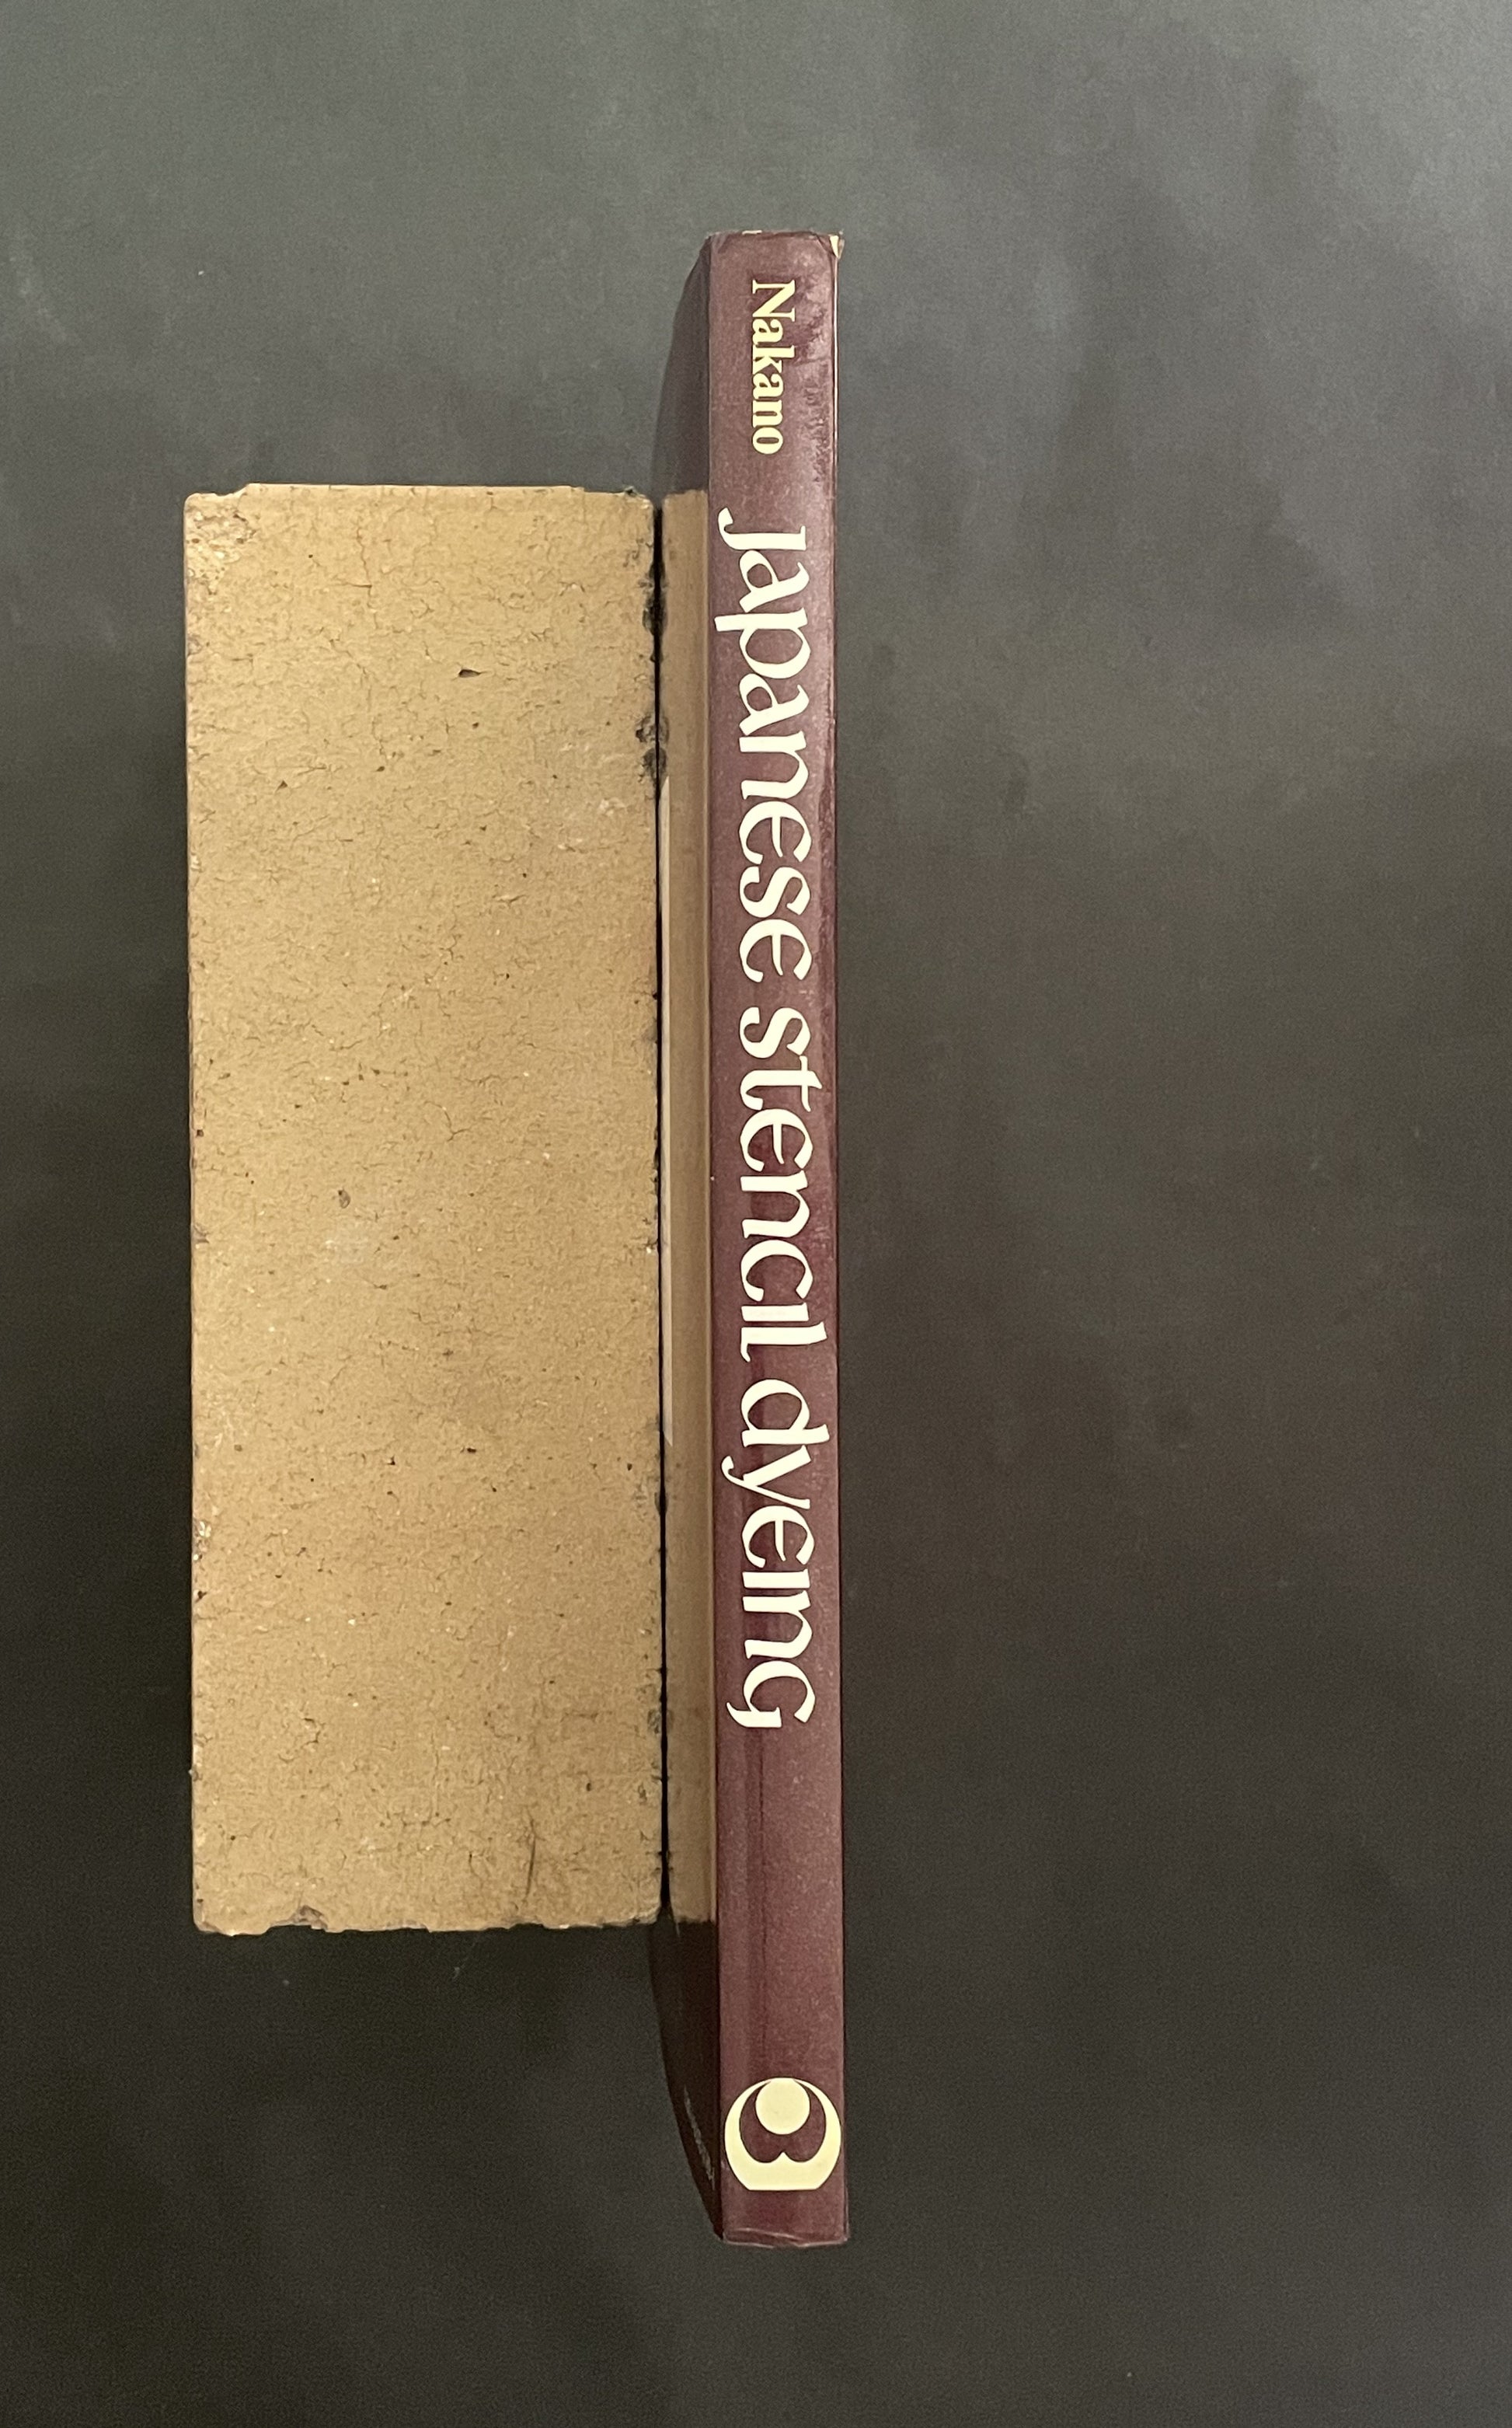 Nakano
Japanese stencil dyeing